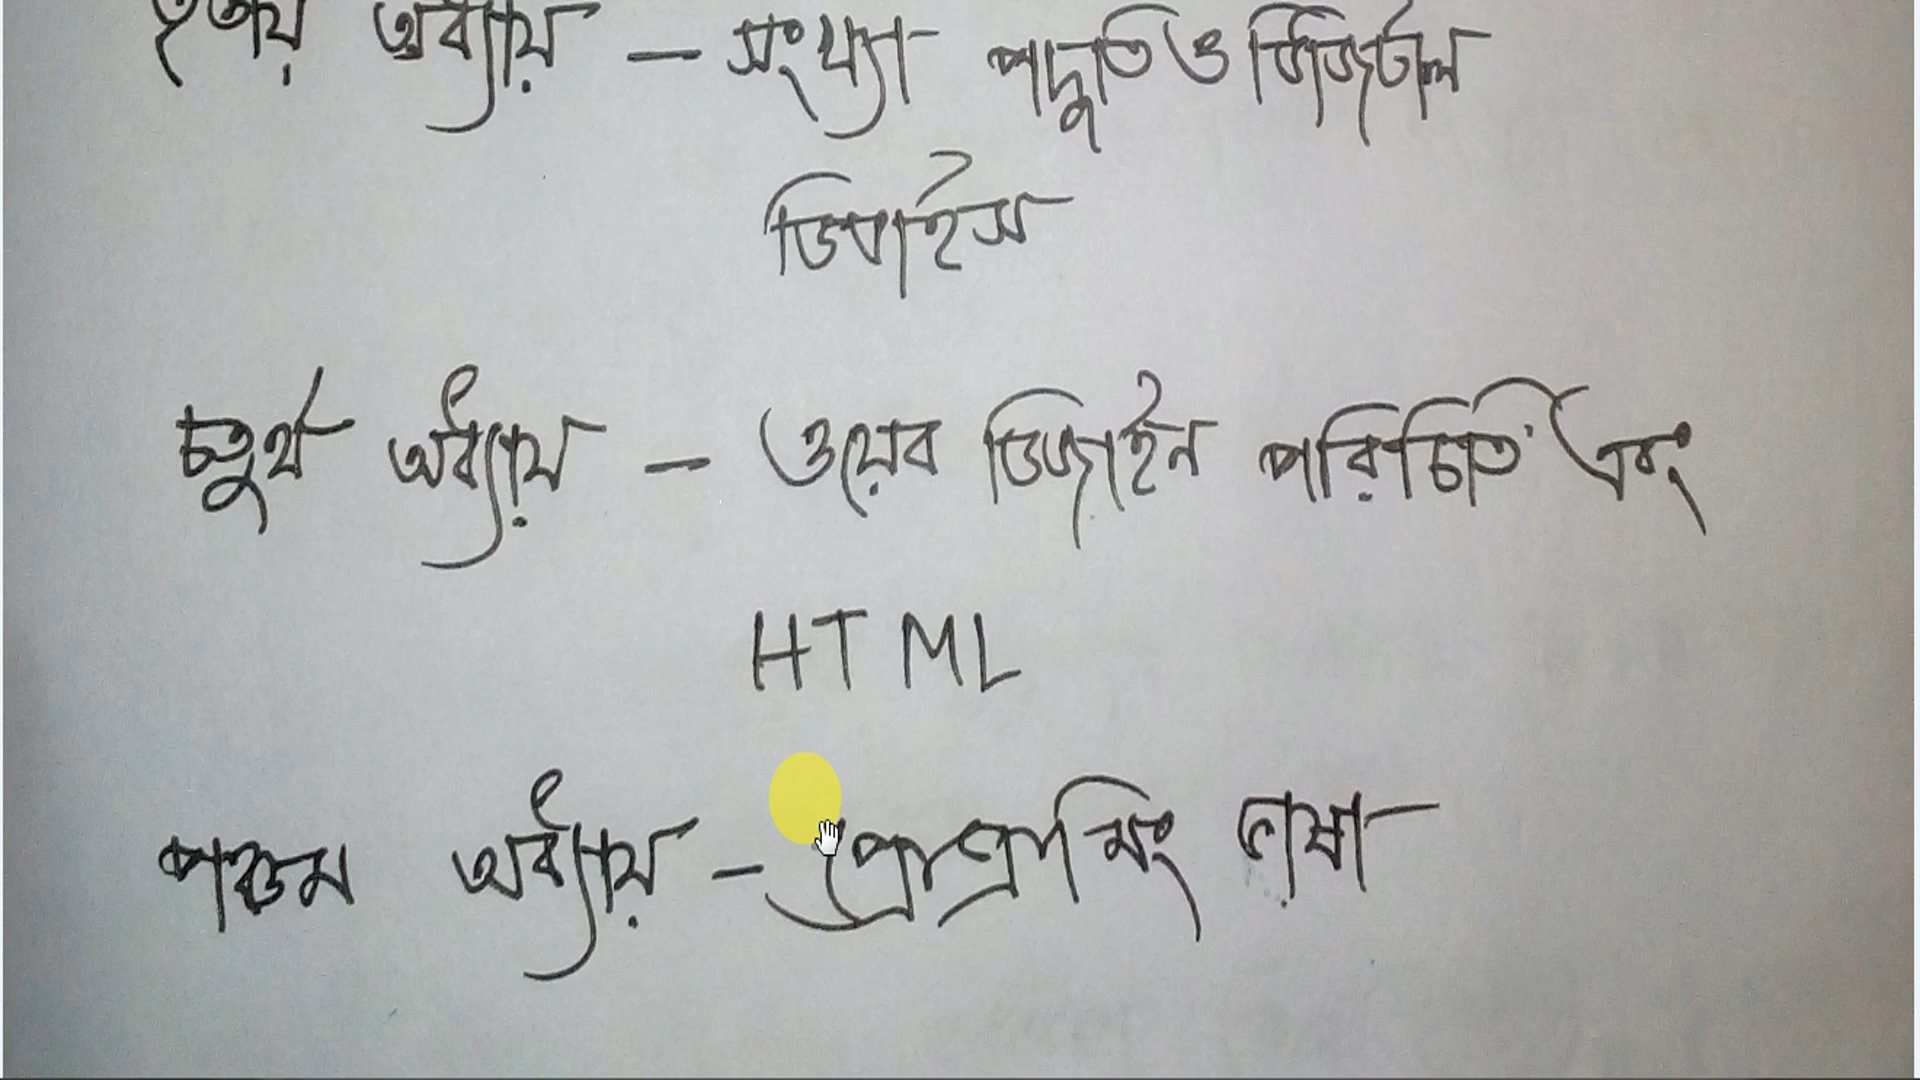 তৃতীয় অধ্যায় – সংখ্যা পদ্ধতি ও ডিজিটাল
ডিবাইস
চতুর্থ অধ্যায় – ওয়েব ডিজাইন পরিচিতি এবং
HTML
পঞ্চম অধ্যায় – প্রোগ্রামিং ভাষা